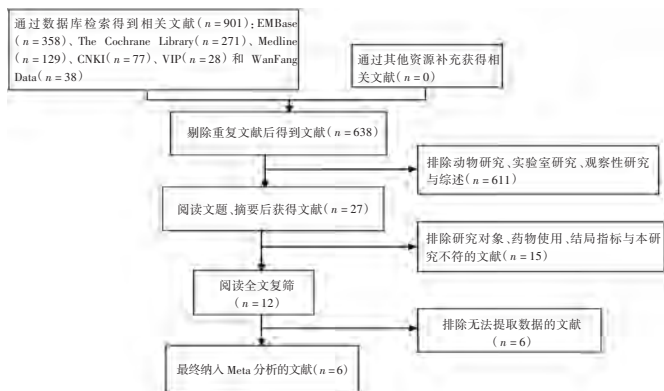 通过数据库检索得到相关文献(n=901):EMBase
(n=358)、The Cochrane Library(n=271)、Medline
(n=129)、CNKI(n=77)、VIP(n=28)和 WanFang
Data(n=38)
通过其他资源补充获得相
关文献(n=0)
剔除重复文献后得到文献(n=638)
排除动物研究、实验室研究、观察性研究
与综述(n=611)
阅读文题、摘要后获得文献(n=27)
排除研究对象、药物使用、结局指标与本研
究不符的文献(n=15)
阅读全文复筛
(n=12)
排除无法提取数据的文献
(n=6)
最终纳入 Meta 分析的文献(n=6)